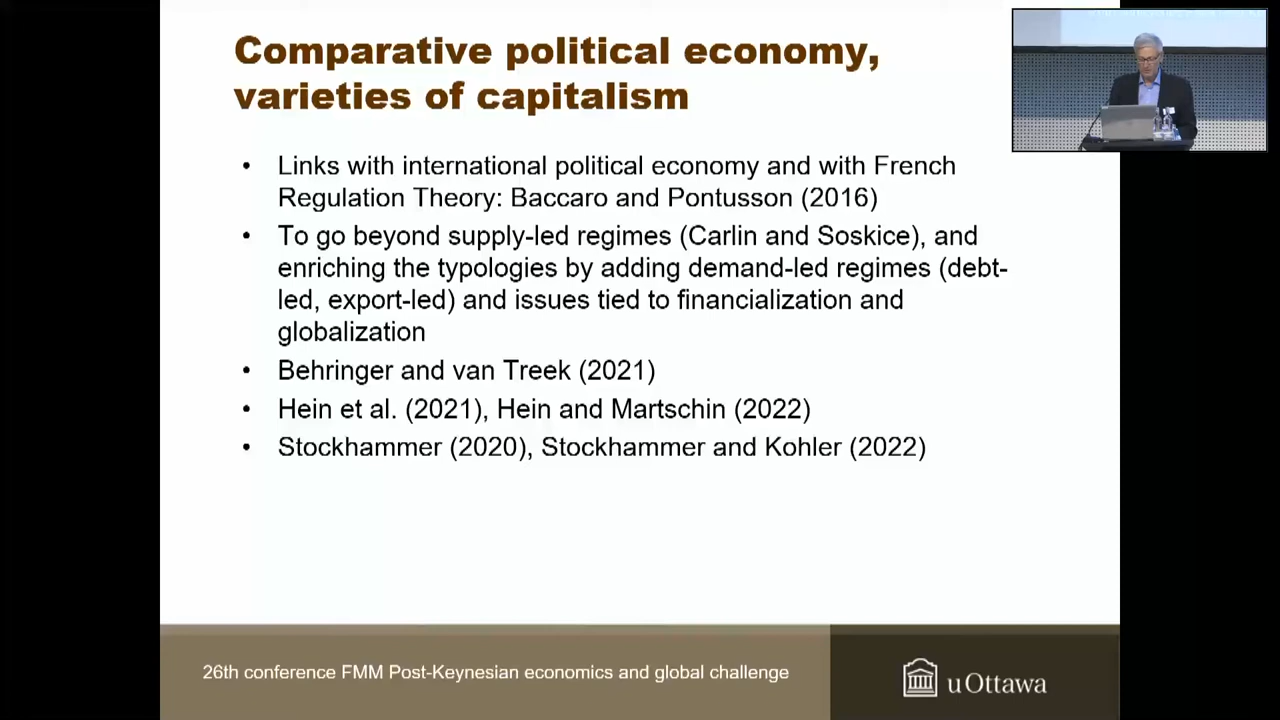 Comparative political economy,
varieties of capitalism
• Links with international political economy and with French
Regulation Theory: Baccaro and Pontusson (2016)
• To go beyond supply-led regimes (Carlin and Soskice), and
enriching the typologies by adding demand-led regimes (debt-
led, export-led) and issues tied to financialization and
globalization
• Behringer and van Treek (2021)
• Hein et al. (2021), Hein and Martschin (2022)
• Stockhammer (2020), Stockhammer and Kohler (2022)
26th conference FMM Post-Keynesian economics and global challenge
uOttawa